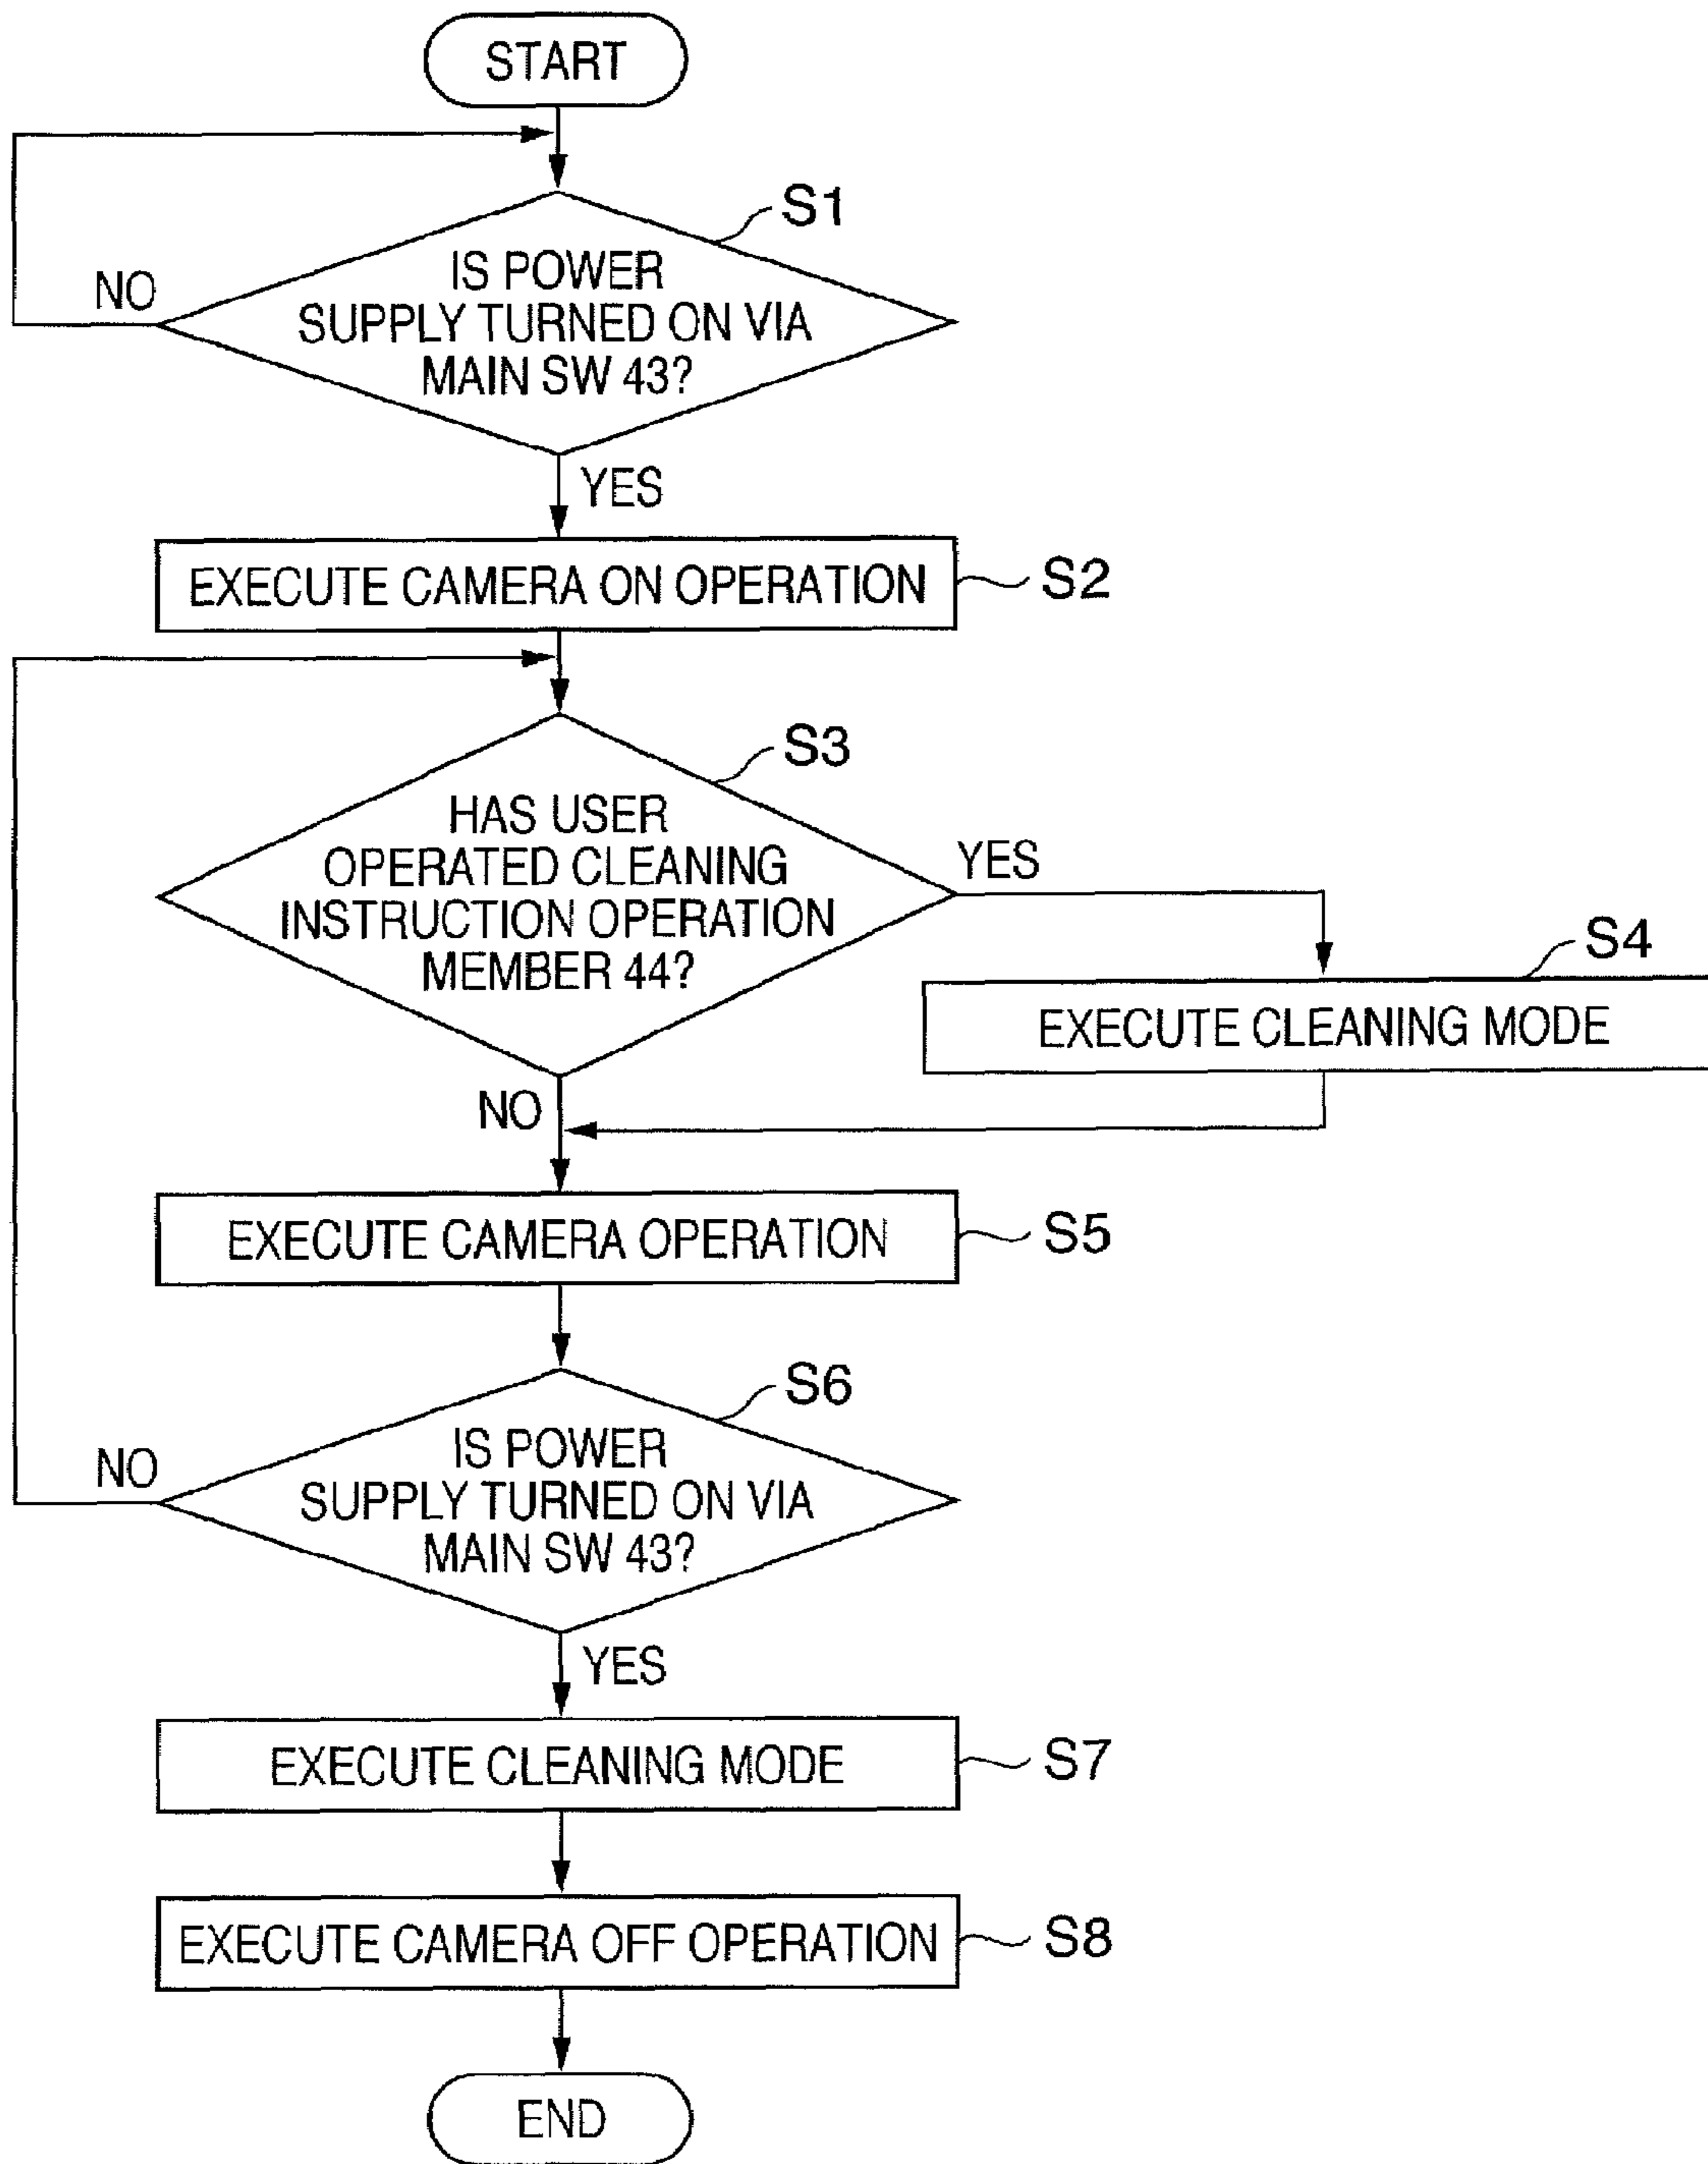 START
S1
IS POWER
SUPPLY TURNED ON VIA
MAIN SW 43?
NO
YES
EXECUTE CAMERA ON OPERATION
S2
S3
HAS USER
OPERATED CLEANING
INSTRUCTION OPERATION
MEMBER 44?
YES
S4
EXECUTE CLEANING MODE
NO
EXECUTE CAMERA OPERATION
S5
S6
IS POWER
SUPPLY TURNED ON VIA
MAIN SW 43?
NO
YES
EXECUTE CLEANING MODE
S7
EXECUTE CAMERA OFF OPERATION
S8
END